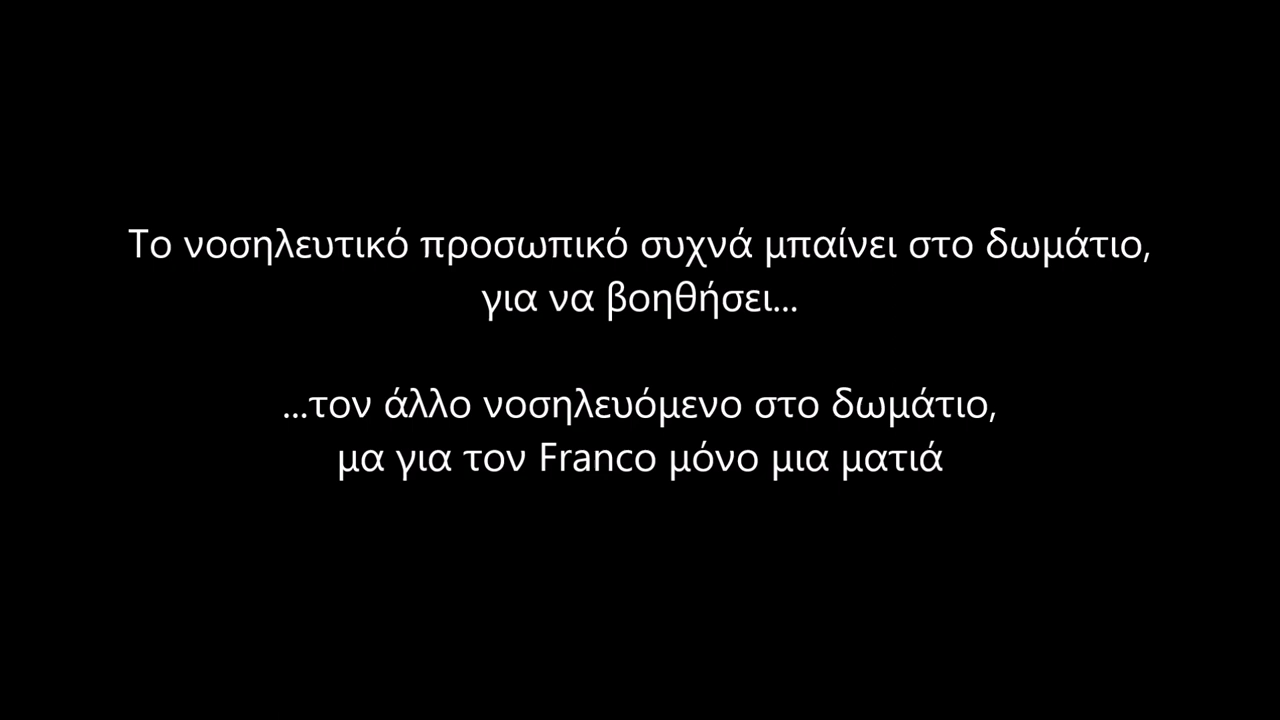 Το νοσηλευτικό προσωπικό συχνά μπαίνει στο δωμάτιο,
για να βοηθήσει...
...τον άλλο νοσηλευόμενο στο δωμάτιο,
μα για τον Franco μόνο μια ματιά